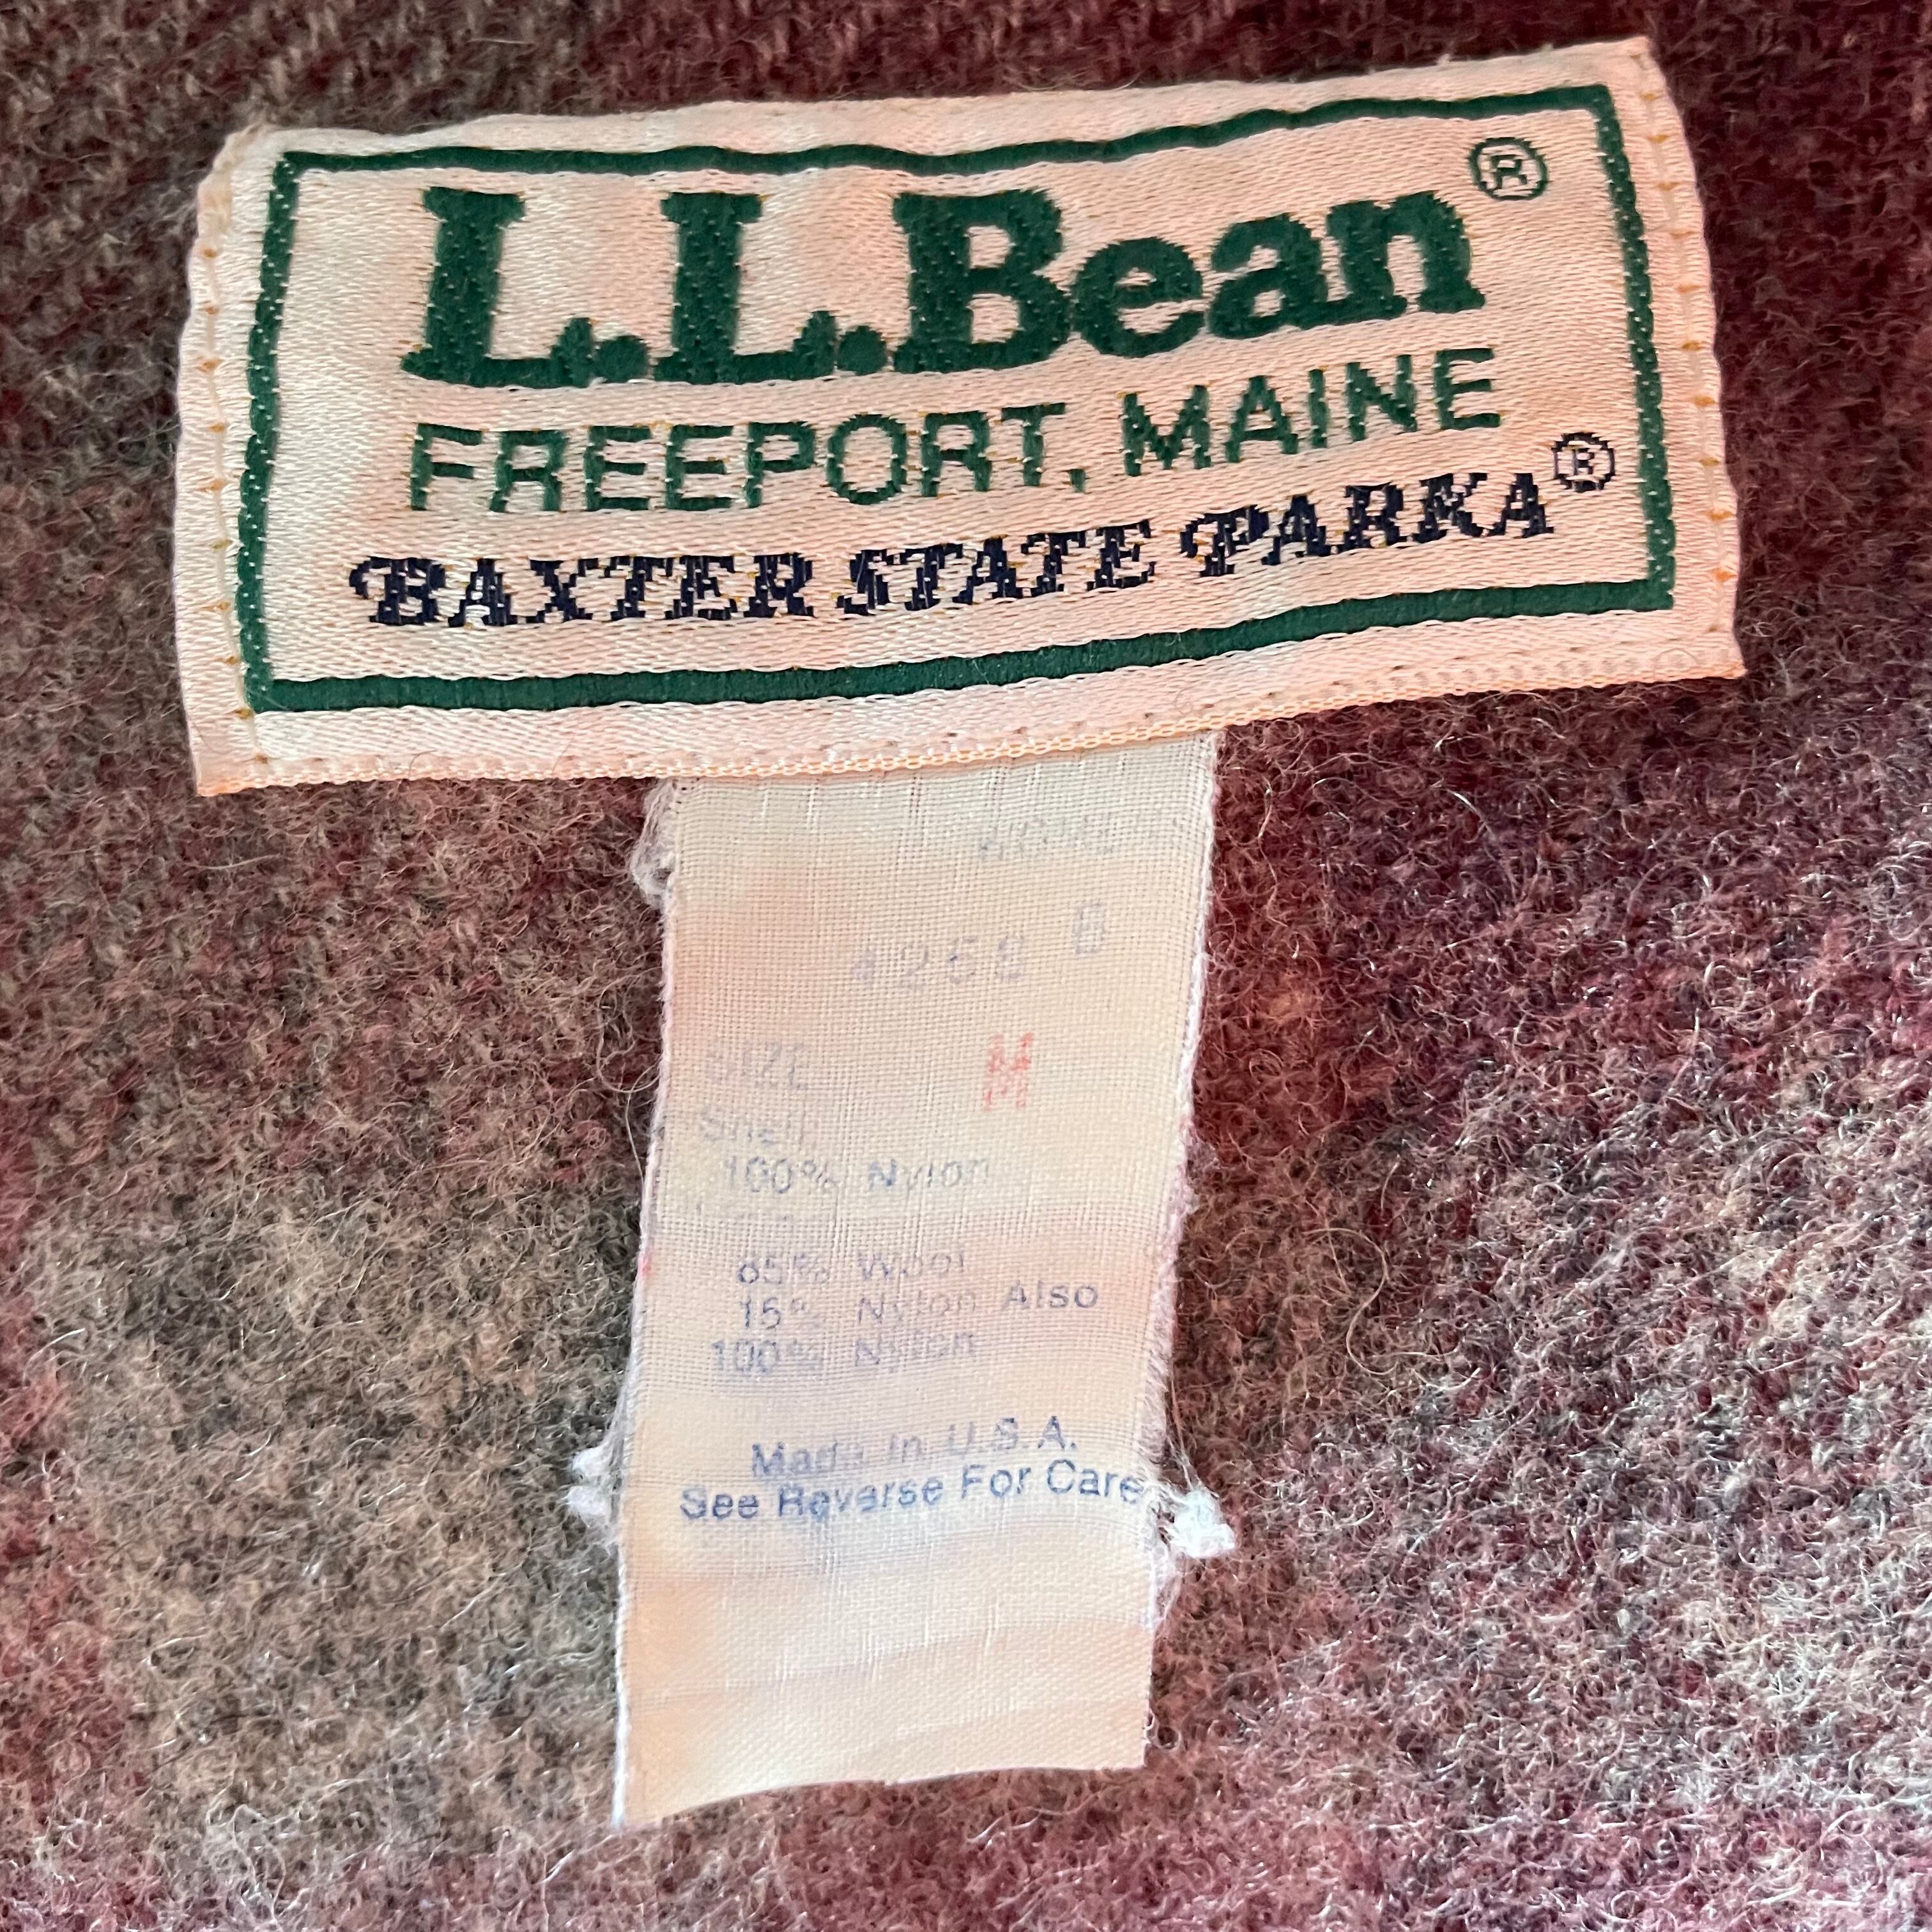 L.L.Bean®
FREEPORT, MAINE
BAXTER STATE PARKA®
B
SIZE M
Shell
100% Nylon
85% Wool
15% Nylon Also
100% Nylon
Made In U.S.A.
See Reverse For Care